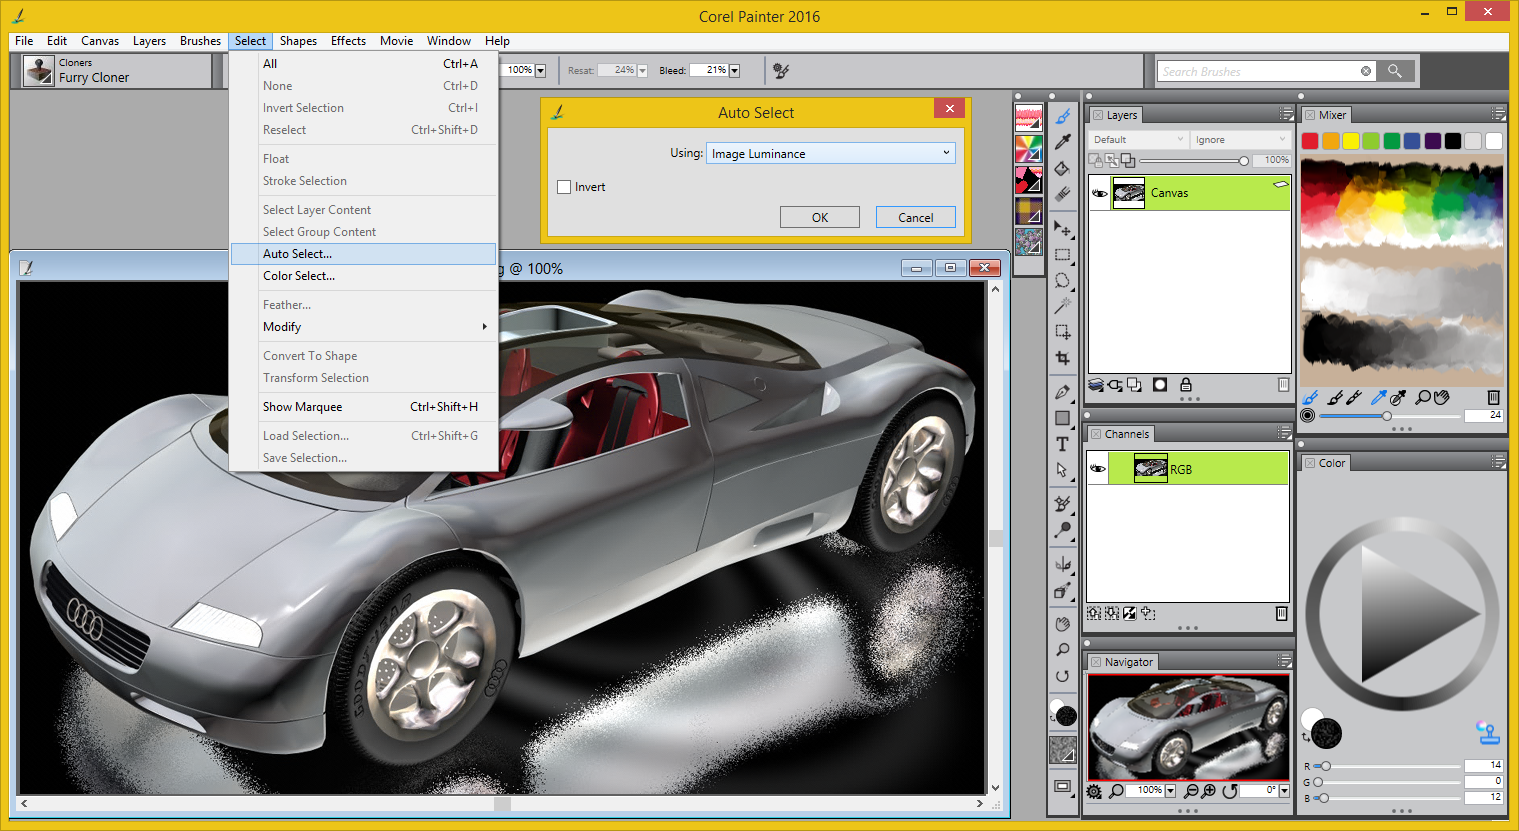 Corel Painter 2016
File Edit Canvas Layers Brushes Select Shapes Effects Movie Window Help
Cloners
Furry Cloner
100% Resat: 24% Bleed: 21%
Search Brushes
All Ctrl+A
None Ctrl+D
Invert Selection Ctrl+I
Reselect Ctrl+Shift+D
Float
Stroke Selection
Select Layer Content
Select Group Content
Auto Select...
Color Select...
Feather...
Modify
Convert To Shape
Transform Selection
Show Marquee Ctrl+Shift+H
Load Selection... Ctrl+Shift+G
Save Selection...
Auto Select
Using: Image Luminance
Invert
OK Cancel
g @ 100%
Layers
Default Ignore
100%
Canvas
Channels
RGB
Navigator
100% 0°
Mixer
24
Color
R 14
G 0
B 12